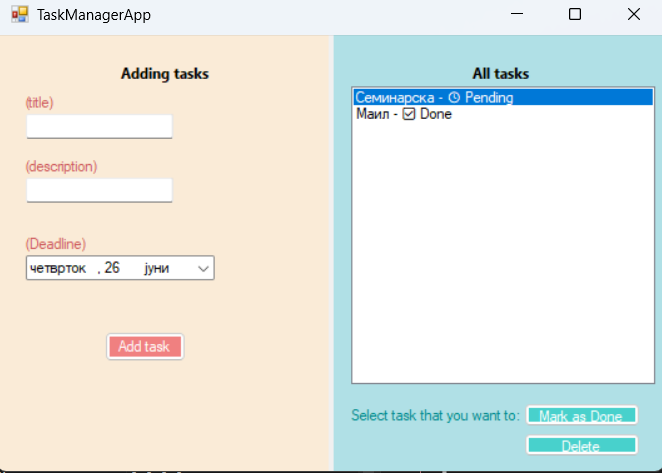 TaskManagerApp
Adding tasks
(title)
(description)
(Deadline)
четврток , 26 јуни
Add task
All tasks
Семинарска - 🕓 Pending
Маил - ☑ Done
Select task that you want to:
Mark as Done
Delete